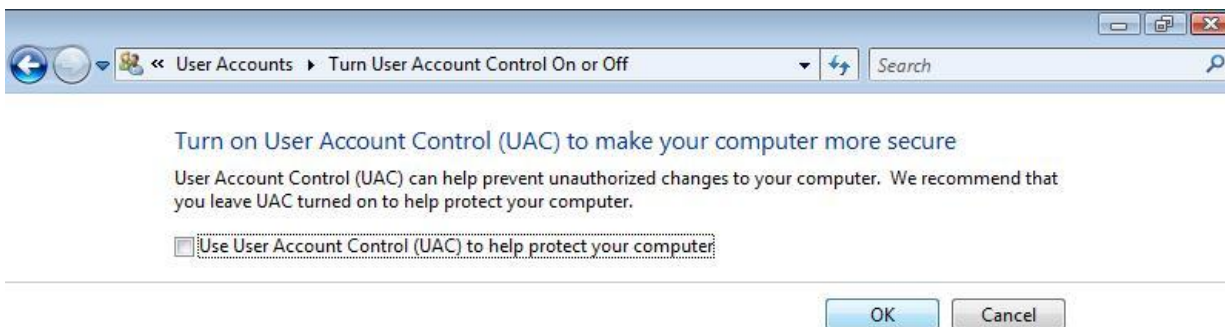 « User Accounts ▸ Turn User Account Control On or Off
Search
Turn on User Account Control (UAC) to make your computer more secure
User Account Control (UAC) can help prevent unauthorized changes to your computer. We recommend that
you leave UAC turned on to help protect your computer.
Use User Account Control (UAC) to help protect your computer
OK Cancel